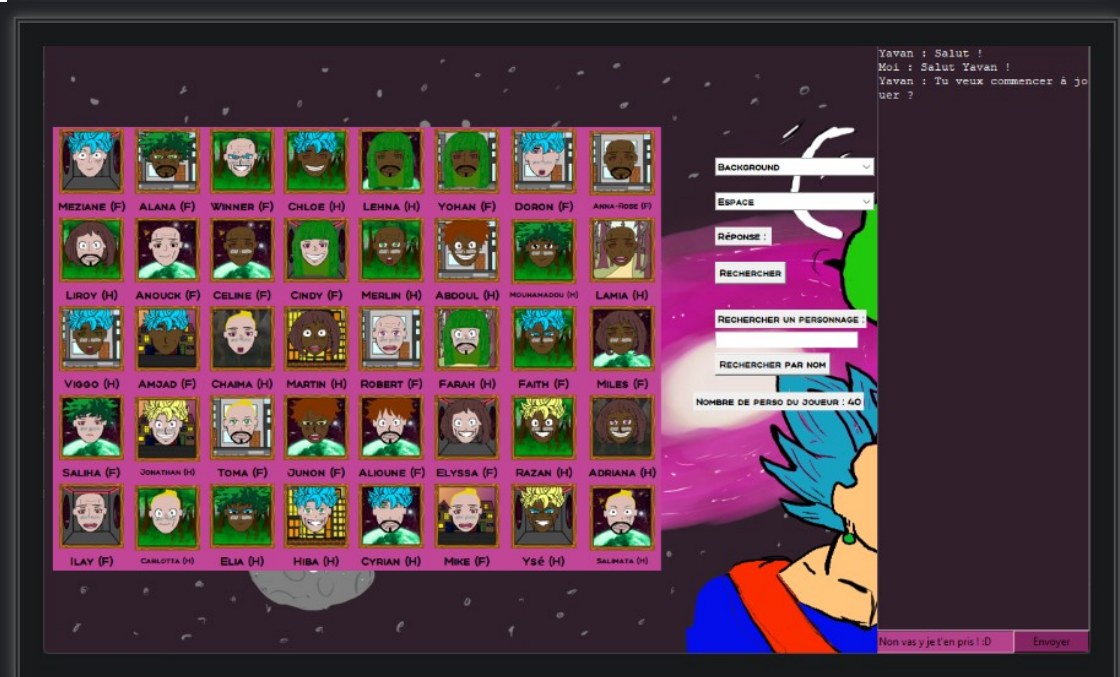 Yavan : Salut !
Moi : Salut Yavan !
Yavan : Tu veux commencer à jo
uer ?
MEZIANE (F) ALANA (F) WINNER (F) CHLOE (H) LEHNA (H) YOHAN (F) DORON (F) ANNA-ROSE (F)
LIROY (H) ANOUCK (F) CELINE (F) CINDY (F) MERLIN (H) ABDOUL (H) MOUHAMADOU (H) LAMIA (H)
VIGGO (H) AMJAD (F) CHAIMA (F) MARTIN (H) ROBERT (F) FARAH (H) FAITH (F) MILES (F)
SALIHA (F) JONATHAN (H) TOMA (F) JUNON (F) ALIOUNE (F) ELYSSA (F) RAZAN (H) ADRIANA (H)
ILAY (F) CARLOTTA (H) ELIA (H) HIBA (H) CYRIAN (H) MIKE (F) YSÉ (H) SALIMATA (H)
BACKGROUND
ESPACE
RÉPONSE :
RECHERCHER
RECHERCHER UN PERSONNAGE :
RECHERCHER PAR NOM
NOMBRE DE PERSO DU JOUEUR : 40
Non vas y je t'en pris ! :D Envoyer